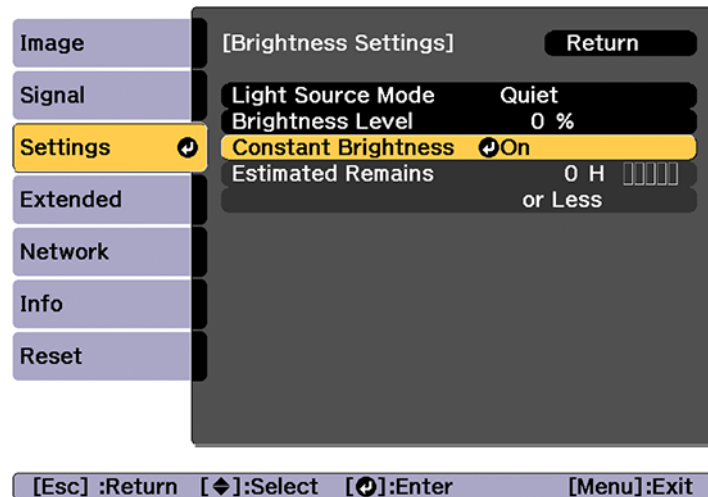 Image
Signal
Settings
Extended
Network
Info
Reset
[Brightness Settings] Return
Light Source Mode Quiet
Brightness Level 0 %
Constant Brightness On
Estimated Remains 0 H
or Less
[Esc] :Return [ ]:Select [ ]:Enter [Menu]:Exit